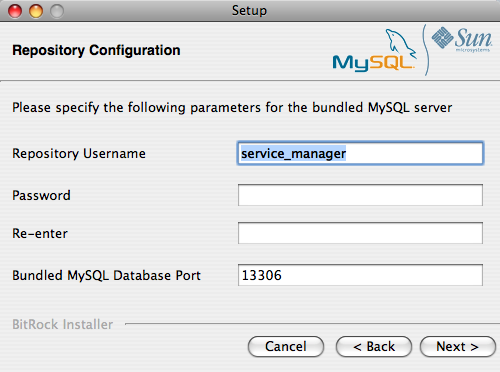 Setup
Repository Configuration
MySQL
Sun
microsystems
Please specify the following parameters for the bundled MySQL server
Repository Username service_manager
Password
Re-enter
Bundled MySQL Database Port 13306
BitRock Installer
Cancel < Back Next >